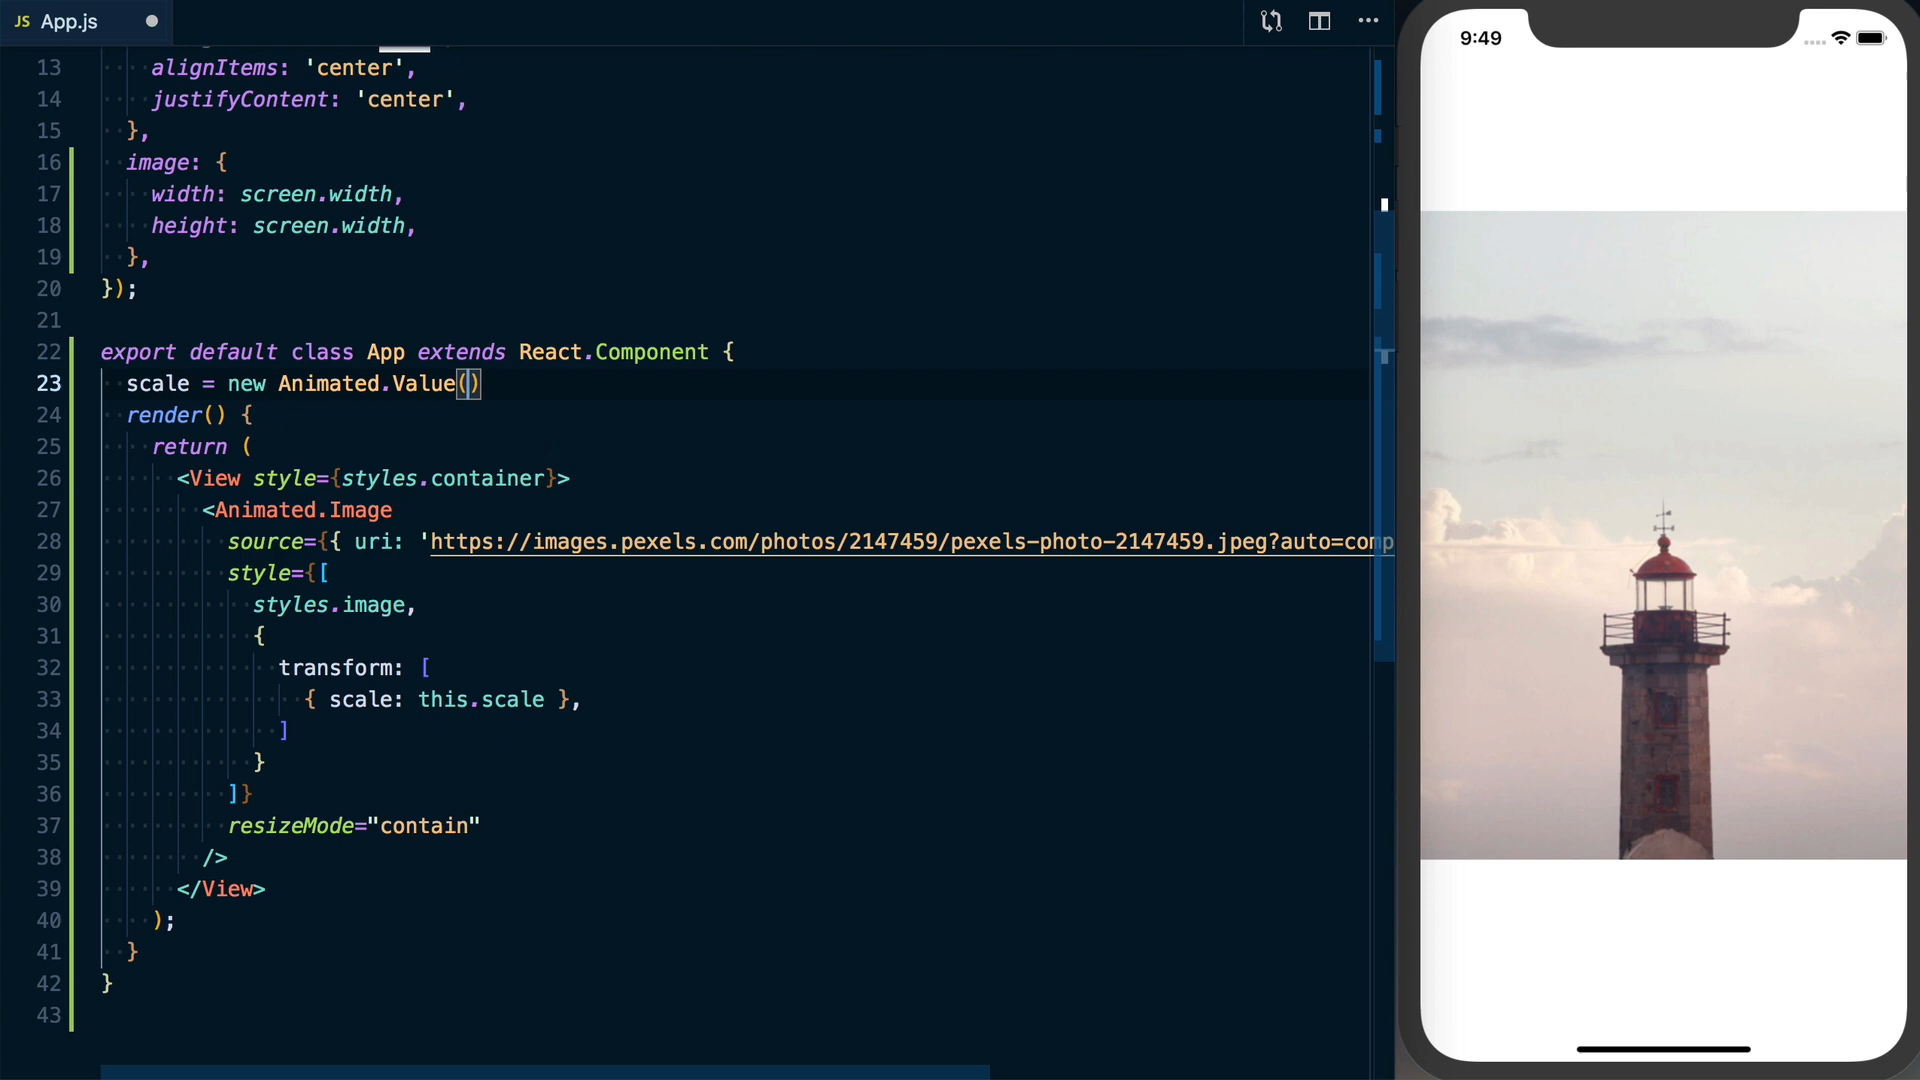 JS App.js
9:49
13 alignItems: 'center',
14 justifyContent: 'center',
15 },
16 image: {
17 width: screen.width,
18 height: screen.width,
19 },
20 });
21
22 export default class App extends React.Component {
23 scale = new Animated.Value()
24 render() {
25 return (
26 <View style={styles.container}>
27 <Animated.Image
28 source={{ uri: 'https://images.pexels.com/photos/2147459/pexels-photo-2147459.jpeg?auto=comp
29 style={[
30 styles.image,
31 {
32 transform: [
33 { scale: this.scale },
34 ]
35 }
36 ]}
37 resizeMode="contain"
38 />
39 </View>
40 );
41 }
42 }
43